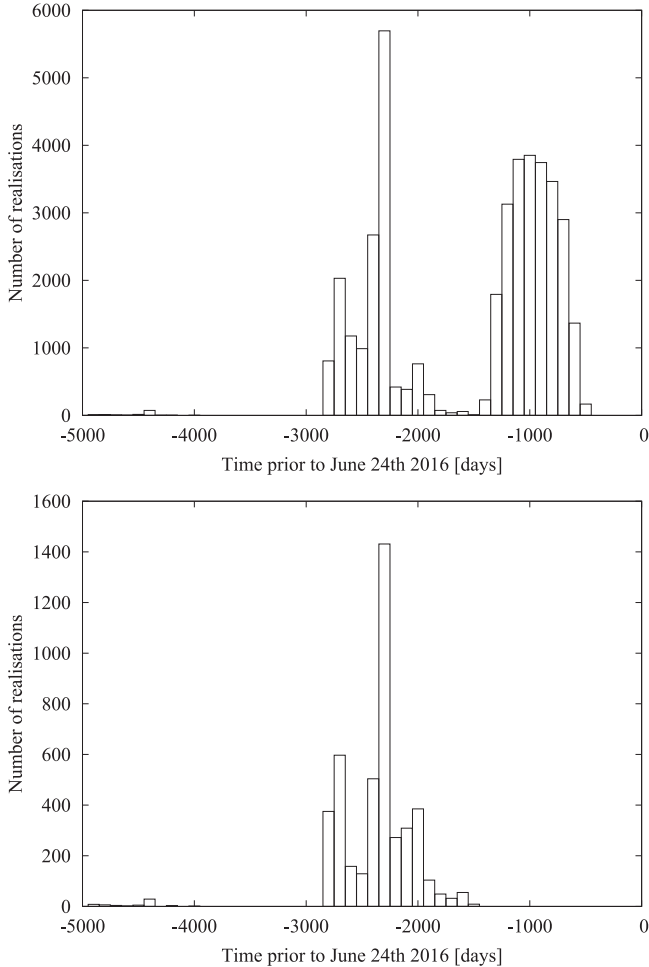 6000
5000
4000
3000
2000
1000
0
-5000 -4000 -3000 -2000 -1000 0
Number of realisations
Time prior to June 24th 2016 [days]
1600
1400
1200
1000
800
600
400
200
0
-5000 -4000 -3000 -2000 -1000 0
Number of realisations
Time prior to June 24th 2016 [days]